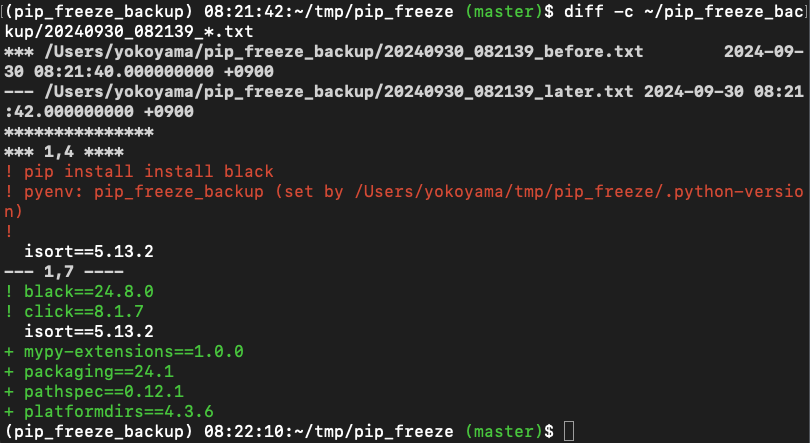 (pip_freeze_backup) 08:21:42:~/tmp/pip_freeze (master)$ diff -c ~/pip_freeze_bac
kup/20240930_082139_*.txt
*** /Users/yokoyama/pip_freeze_backup/20240930_082139_before.txt        2024-09-
30 08:21:40.000000000 +0900
--- /Users/yokoyama/pip_freeze_backup/20240930_082139_later.txt 2024-09-30 08:21
:42.000000000 +0900
***************
*** 1,4 ****
! pip install install black
! pyenv: pip_freeze_backup (set by /Users/yokoyama/tmp/pip_freeze/.python-versio
n)
!
  isort==5.13.2
--- 1,7 ----
! black==24.8.0
! click==8.1.7
  isort==5.13.2
+ mypy-extensions==1.0.0
+ packaging==24.1
+ pathspec==0.12.1
+ platformdirs==4.3.6
(pip_freeze_backup) 08:22:10:~/tmp/pip_freeze (master)$